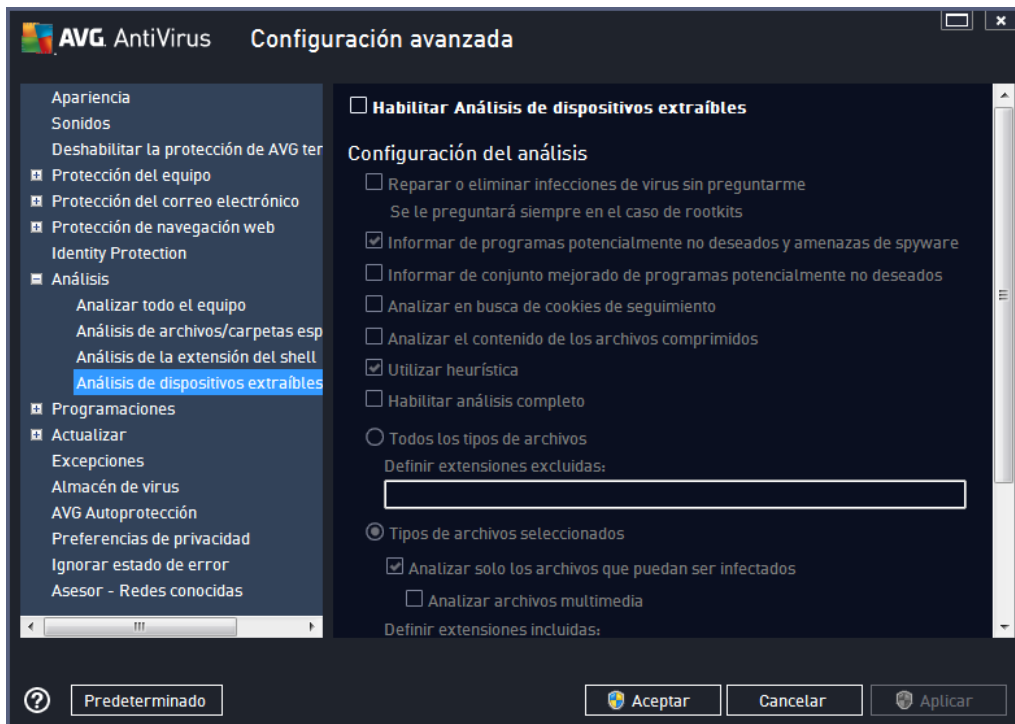 AVG AntiVirus Configuración avanzada
Apariencia
Sonidos
Deshabilitar la protección de AVG ter
Protección del equipo
Protección del correo electrónico
Protección de navegación web
Identity Protection
Análisis
Analizar todo el equipo
Análisis de archivos/carpetas esp
Análisis de la extensión del shell
Análisis de dispositivos extraíbles
Programaciones
Actualizar
Excepciones
Almacén de virus
AVG Autoprotección
Preferencias de privacidad
Ignorar estado de error
Asesor - Redes conocidas
Habilitar Análisis de dispositivos extraíbles
Configuración del análisis
Reparar o eliminar infecciones de virus sin preguntarme
Se le preguntará siempre en el caso de rootkits
Informar de programas potencialmente no deseados y amenazas de spyware
Informar de conjunto mejorado de programas potencialmente no deseados
Analizar en busca de cookies de seguimiento
Analizar el contenido de los archivos comprimidos
Utilizar heurística
Habilitar análisis completo
Todos los tipos de archivos
Definir extensiones excluidas:
Tipos de archivos seleccionados
Analizar solo los archivos que puedan ser infectados
Analizar archivos multimedia
Definir extensiones incluidas:
Predeterminado
Aceptar
Cancelar
Aplicar